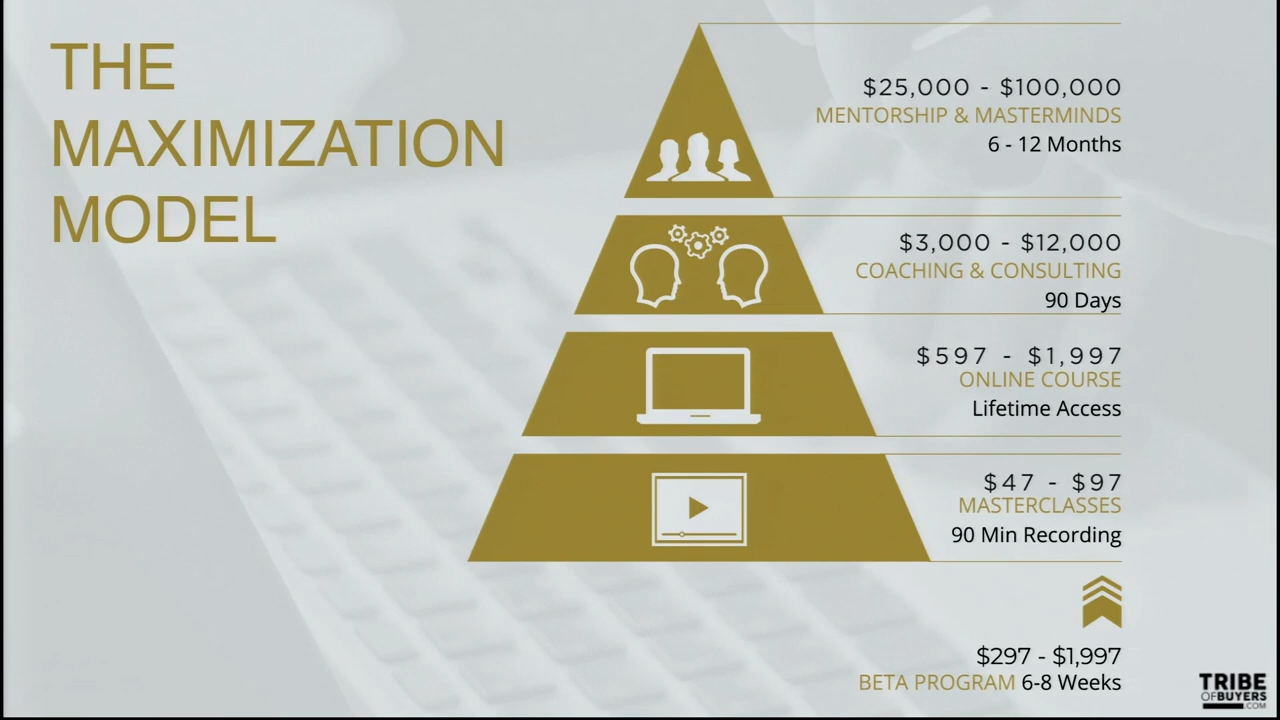 THE
MAXIMIZATION
MODEL
$25,000 - $100,000
MENTORSHIP & MASTERMINDS
6 - 12 Months
$3,000 - $12,000
COACHING & CONSULTING
90 Days
$597 - $1,997
ONLINE COURSE
Lifetime Access
$47 - $97
MASTERCLASSES
90 Min Recording
$297 - $1,997
BETA PROGRAM 6-8 Weeks
TRIBE
OFBUYERS
.COM